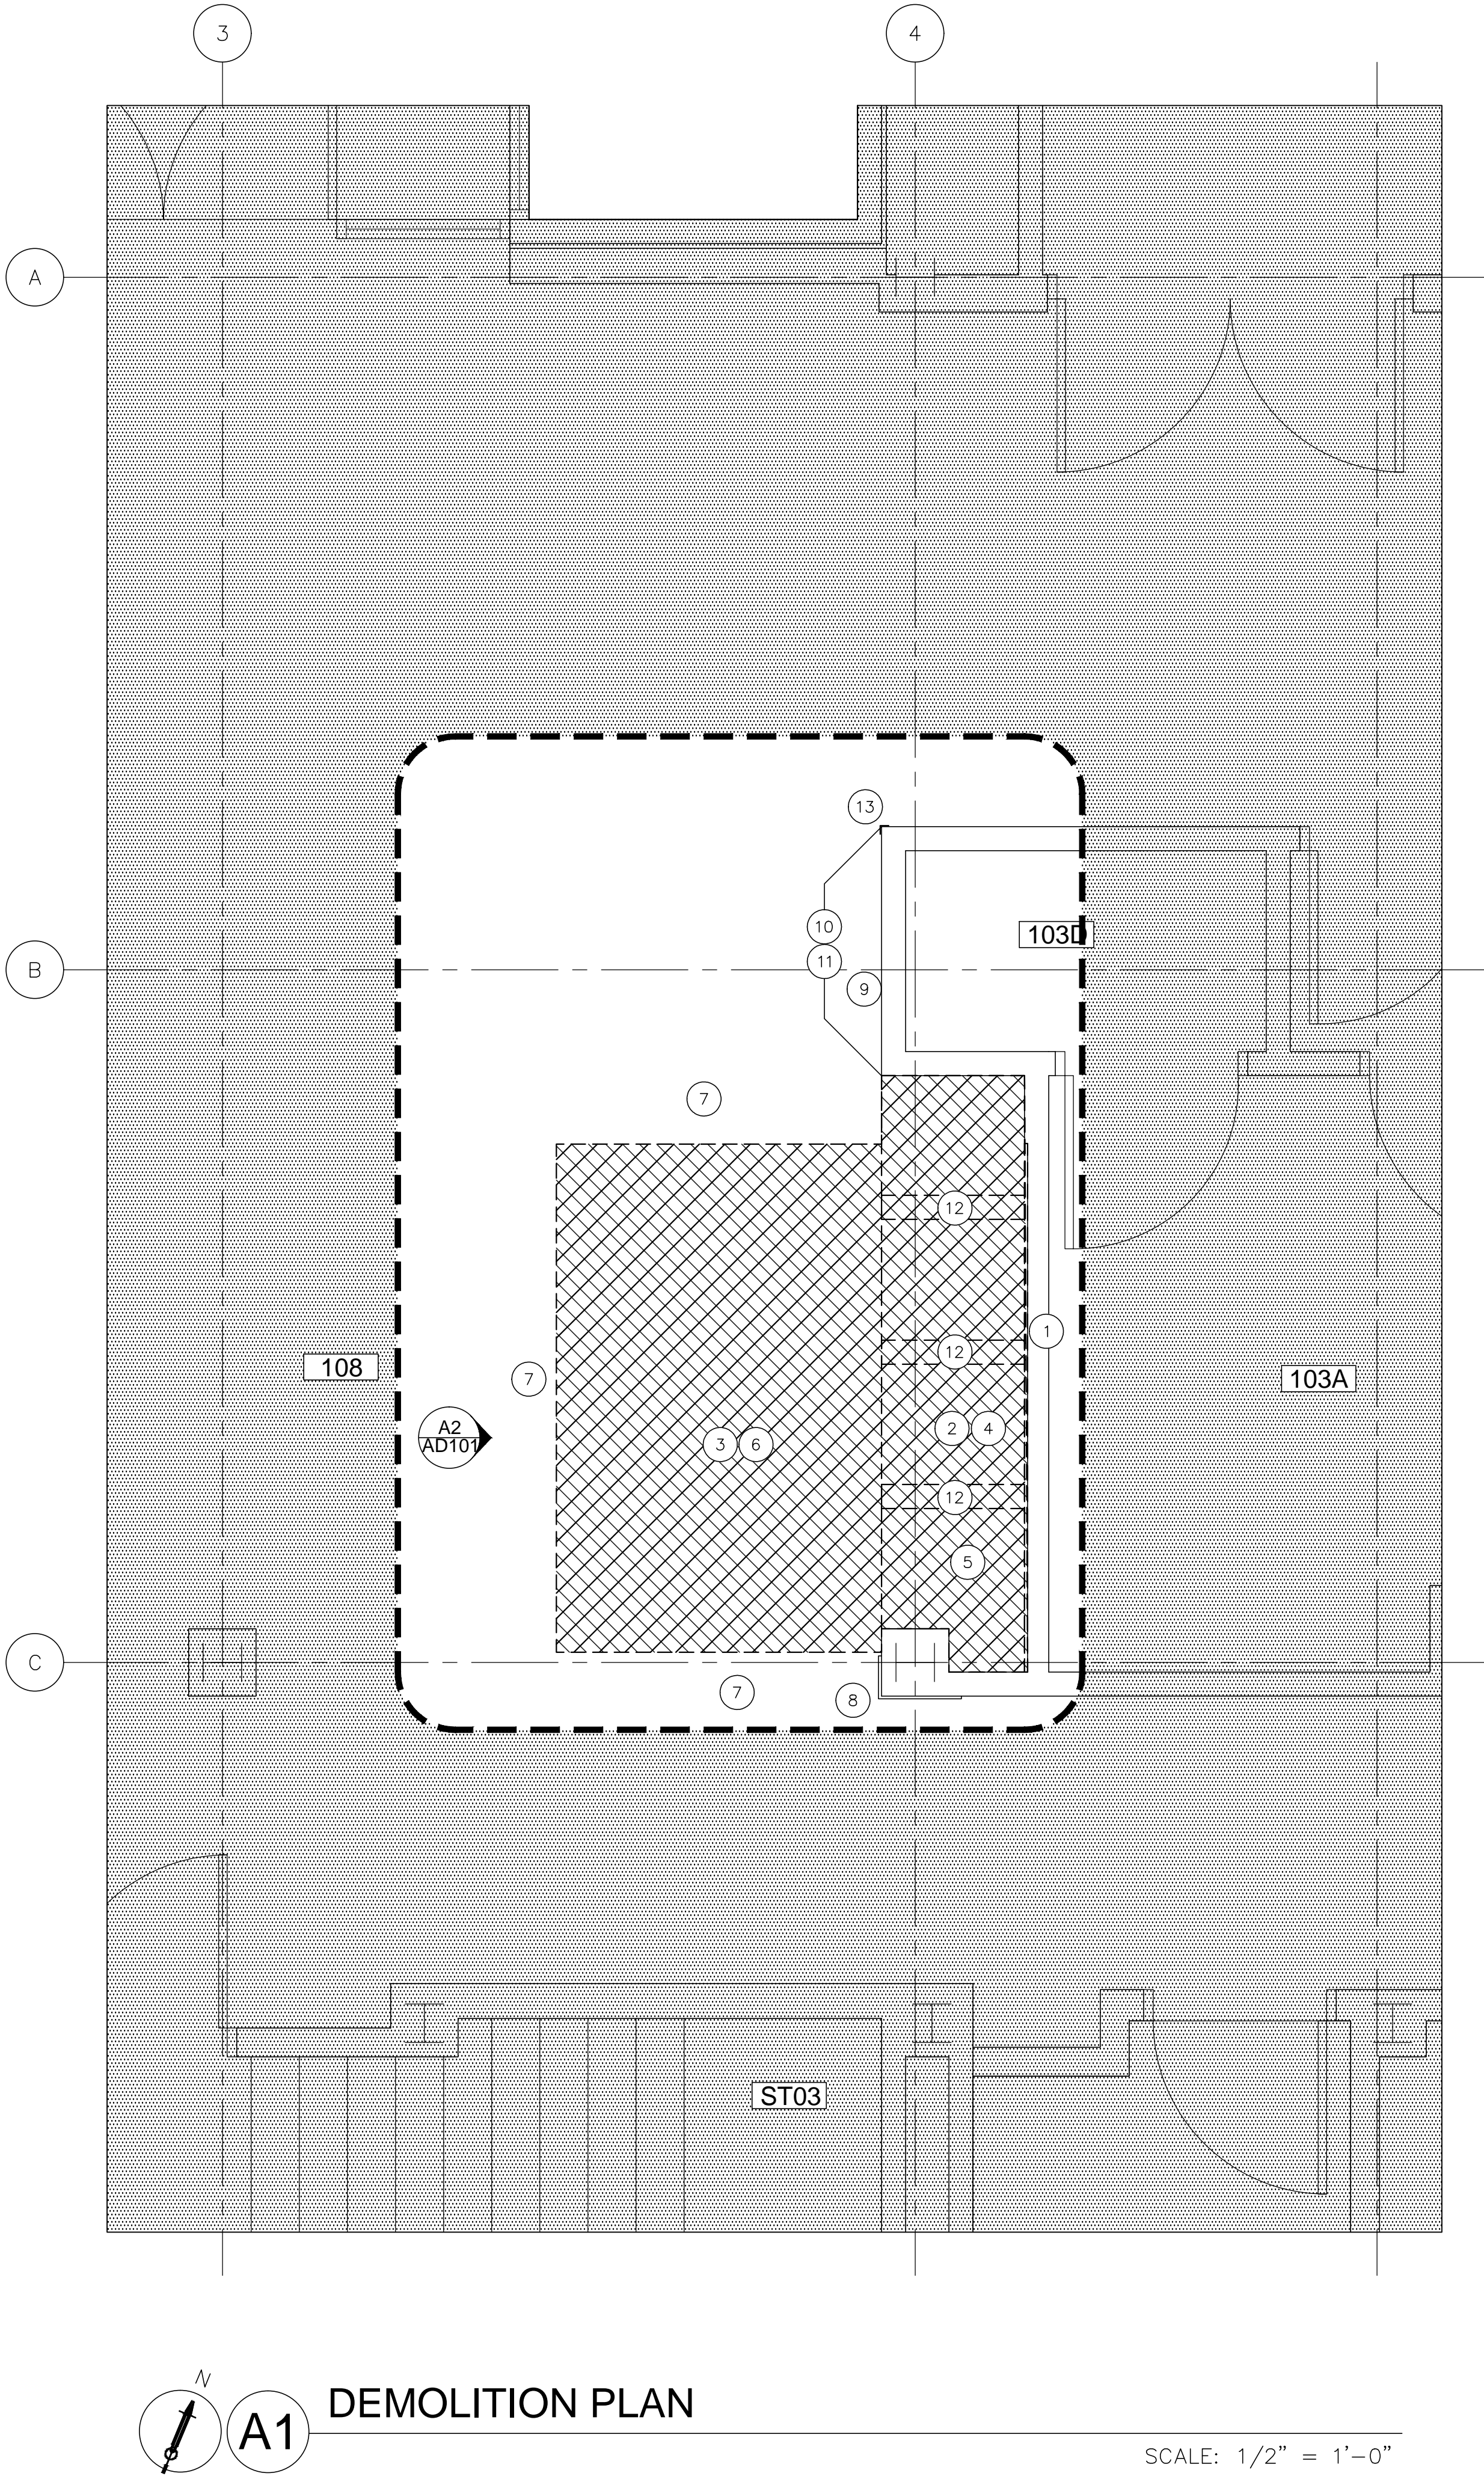 3 4
A
13
10
103D
B
11
9
7
12
1
12
108
7
103A
A2
AD101
2 4
3 6
12
5
C
7
8
ST03
N
A1
DEMOLITION PLAN
SCALE: 1/2" = 1'-0"